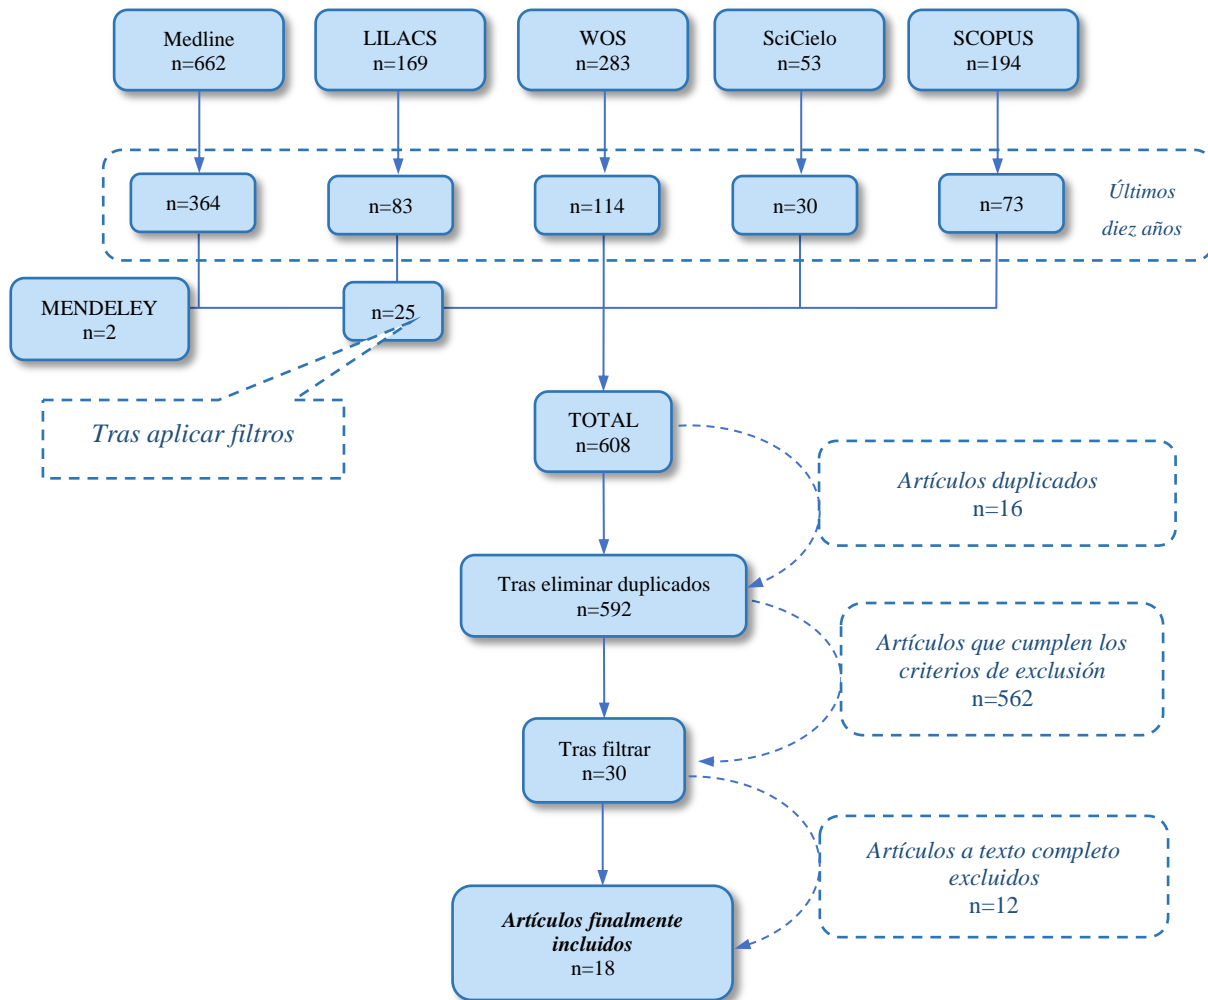 Medline
n=662
LILACS
n=169
WOS
n=283
SciCielo
n=53
SCOPUS
n=194
n=364
n=83
n=114
n=30
n=73
Últimos
diez años
MENDELEY
n=2
n=25
Tras aplicar filtros
TOTAL
n=608
Artículos duplicados
n=16
Tras eliminar duplicados
n=592
Artículos que cumplen los
criterios de exclusión
n=562
Tras filtrar
n=30
Artículos a texto completo
excluidos
n=12
Artículos finalmente
incluidos
n=18